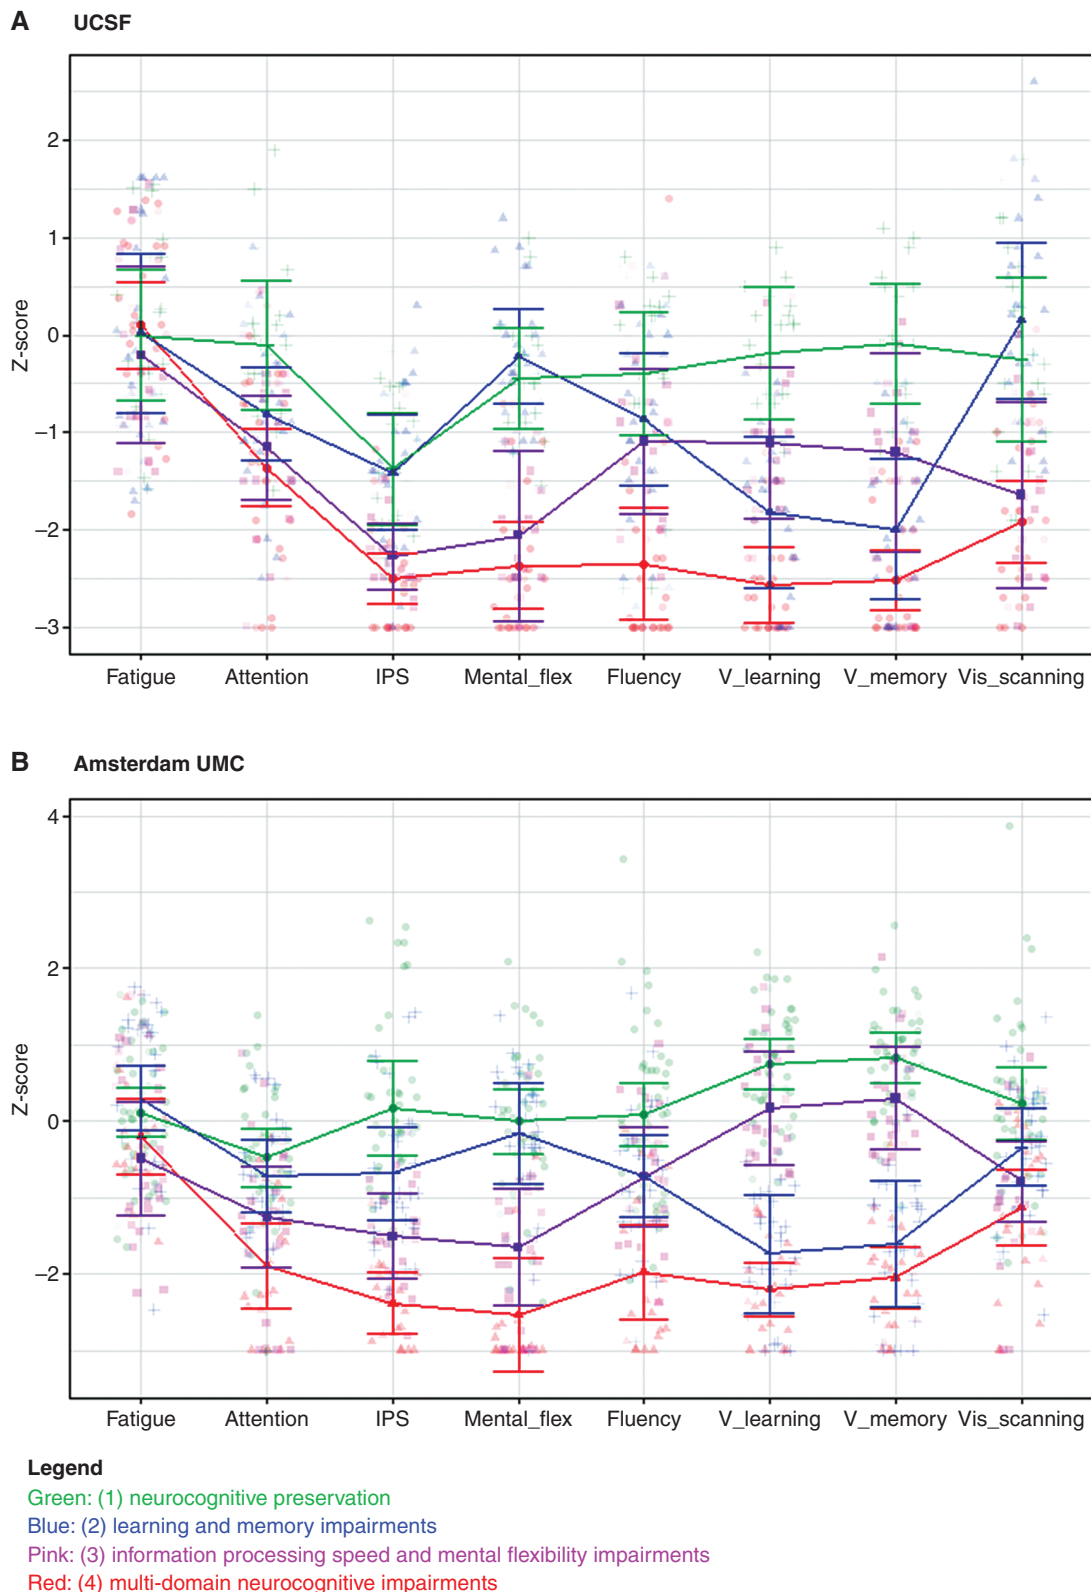 A UCSF
2
1
0
−1
−2
−3
Z-score
Fatigue Attention IPS Mental_flex Fluency V_learning V_memory Vis_scanning
B Amsterdam UMC
4
2
0
−2
Z-score
Fatigue Attention IPS Mental_flex Fluency V_learning V_memory Vis_scanning
Legend
Green: (1) neurocognitive preservation
Blue: (2) learning and memory impairments
Pink: (3) information processing speed and mental flexibility impairments
Red: (4) multi-domain neurocognitive impairments